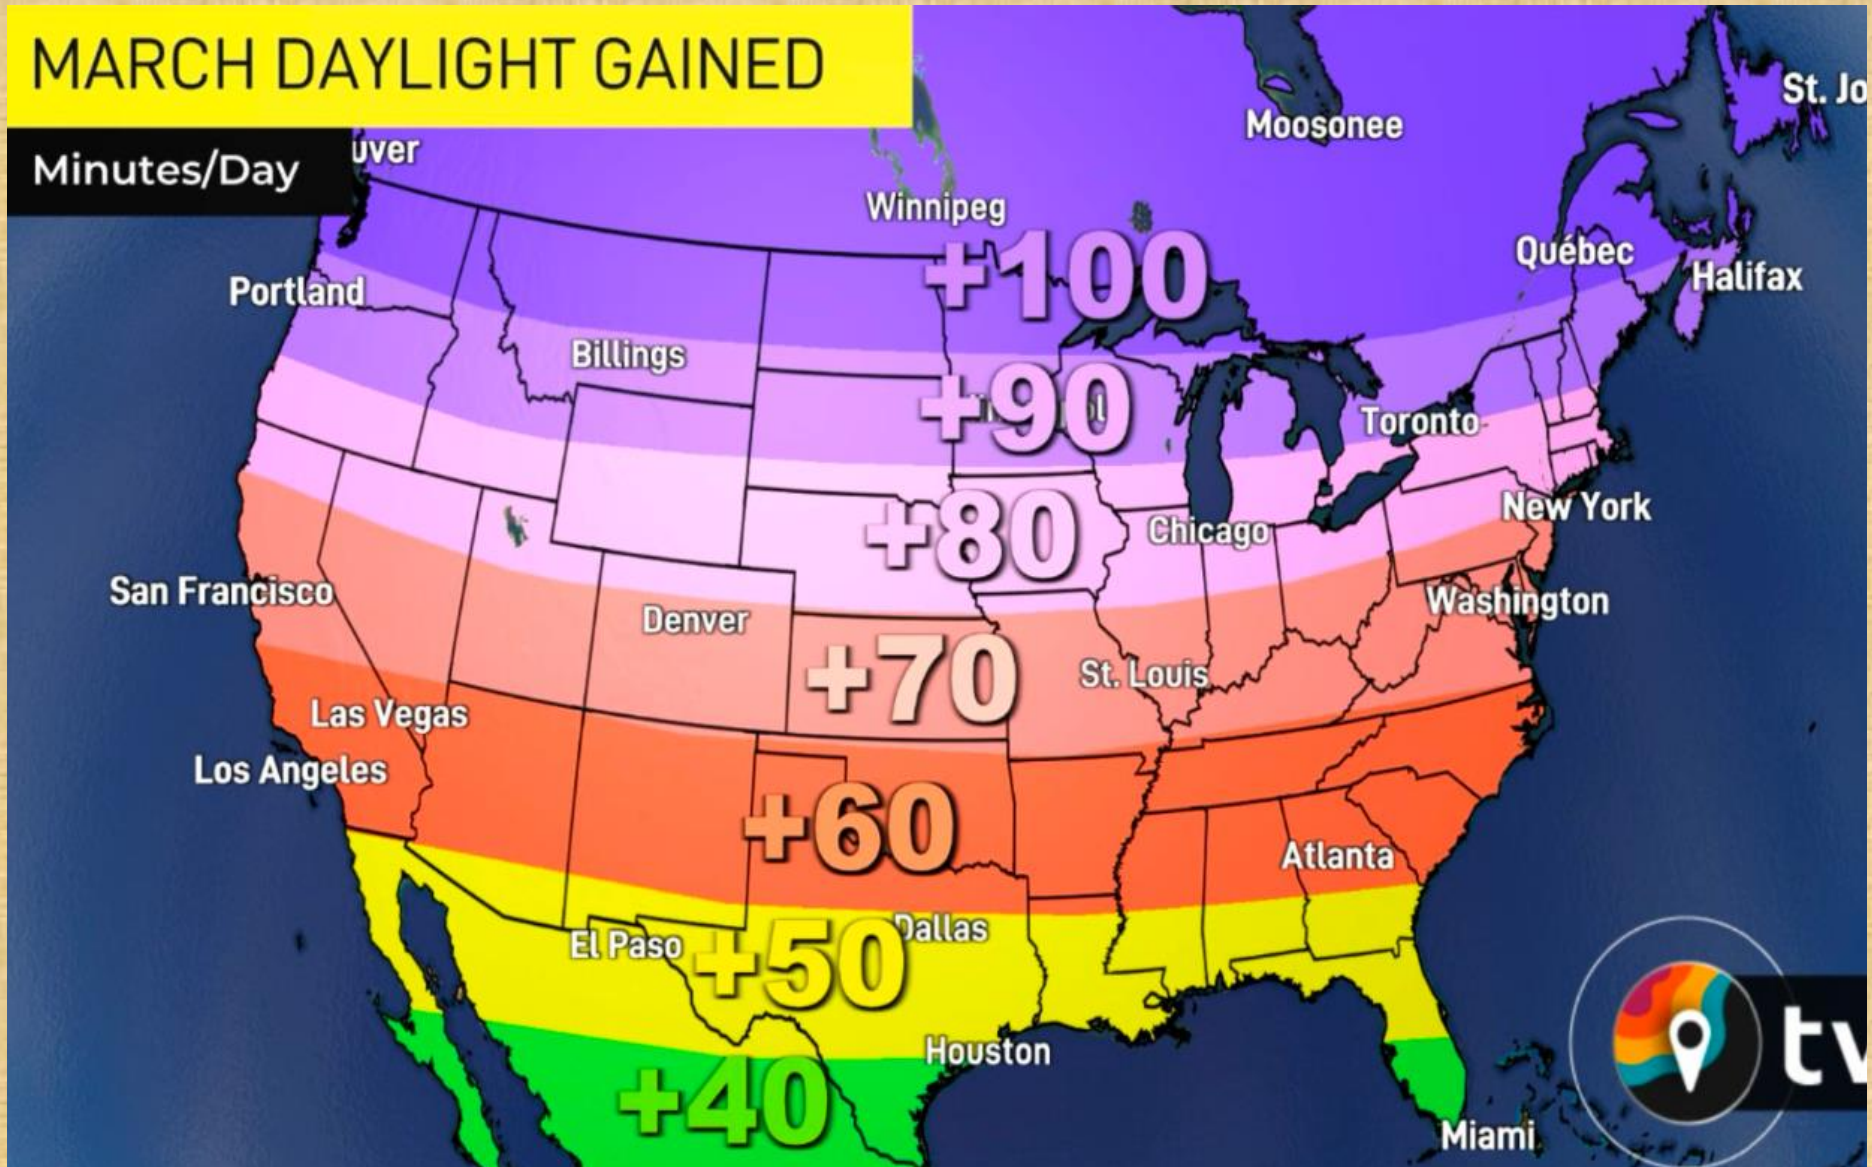 MARCH DAYLIGHT GAINED
Minutes/Day
uver
St. Jo
Moosonee
Winnipeg
+100
Québec
Halifax
Portland
Billings
+90
Toronto
New York
+80
Chicago
San Francisco
Denver
Washington
+70
St. Louis
Las Vegas
Los Angeles
+60
Atlanta
Dallas
El Paso
+50
Houston
+40
Miami
tv